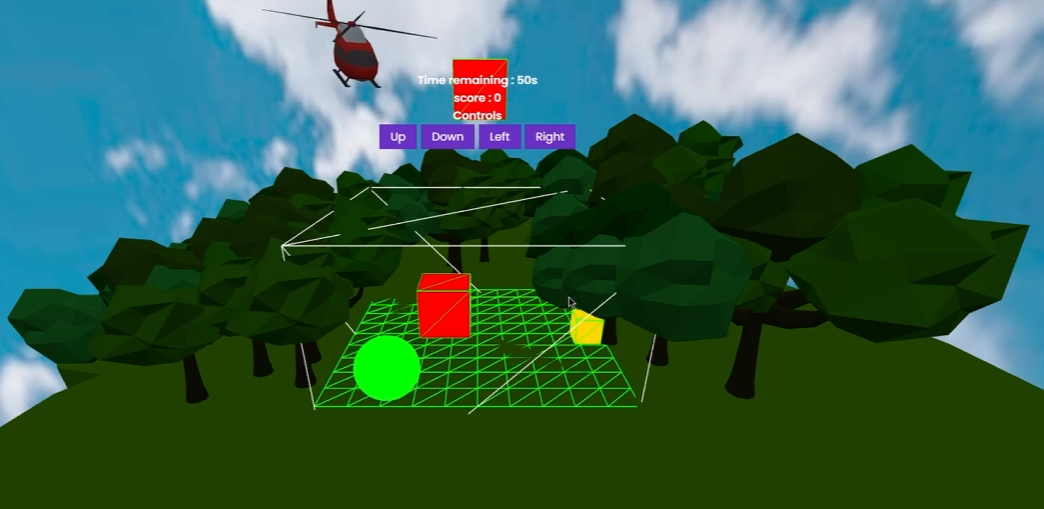 Time remaining : 50s
score : 0
Controls
Up Down Left Right